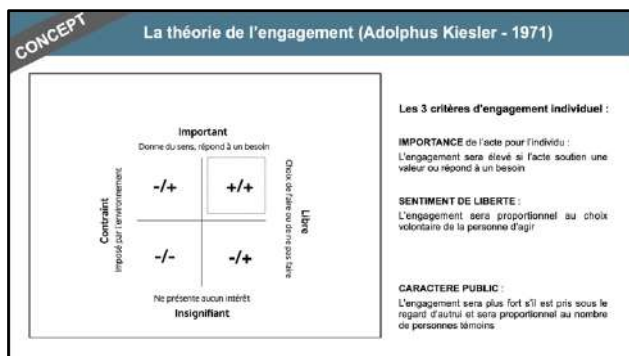 CONCEPT
La théorie de l'engagement (Adolphus Kiesler - 1971)
Important
Donne du sens, répond à un besoin
Contraint
Imposé par l'environnement
-/+
+/+
-/-
-/+
Choix de faire ou de ne pas faire
Libre
Ne présente aucun intérêt
Insignifiant
Les 3 critères d'engagement individuel :
IMPORTANCE de l'acte pour l'individu :
L'engagement sera élevé si l'acte soutien une
valeur ou répond à un besoin
SENTIMENT DE LIBERTE :
L'engagement sera proportionnel au choix
volontaire de la personne d'agir
CARACTERE PUBLIC :
L'engagement sera plus fort s'il est pris sous le
regard d'autrui et sera proportionnel au nombre
de personnes témoins